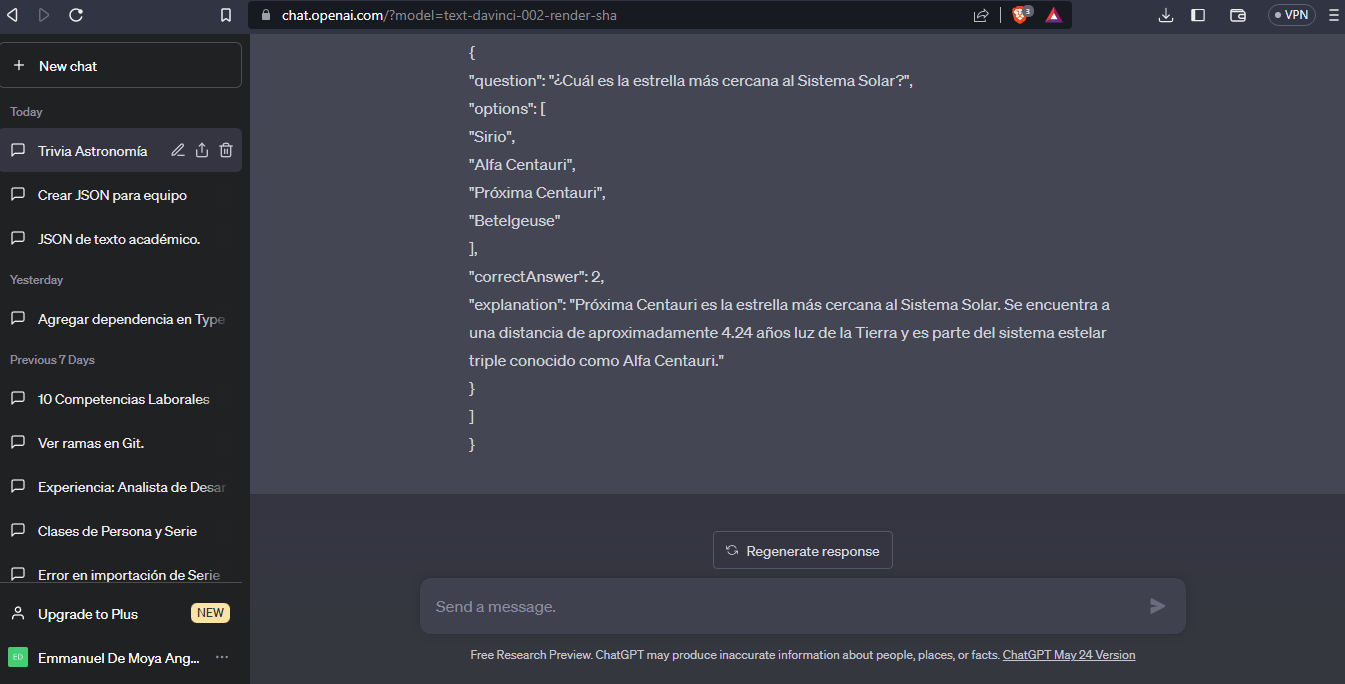 chat.openai.com/?model=text-davinci-002-render-sha
3
VPN
New chat
Today
Trivia Astronomía
Crear JSON para equipo
JSON de texto académico.
Yesterday
Agregar dependencia en Type
Previous 7 Days
10 Competencias Laborales
Ver ramas en Git.
Experiencia: Analista de Desar
Clases de Persona y Serie
Error en importación de Serie
Upgrade to Plus NEW
ED Emmanuel De Moya Ang...
{
"question": "¿Cuál es la estrella más cercana al Sistema Solar?",
"options": [
"Sirio",
"Alfa Centauri",
"Próxima Centauri",
"Betelgeuse"
],
"correctAnswer": 2,
"explanation": "Próxima Centauri es la estrella más cercana al Sistema Solar. Se encuentra a
una distancia de aproximadamente 4.24 años luz de la Tierra y es parte del sistema estelar
triple conocido como Alfa Centauri."
}
]
}
Regenerate response
Send a message.
Free Research Preview. ChatGPT may produce inaccurate information about people, places, or facts. ChatGPT May 24 Version